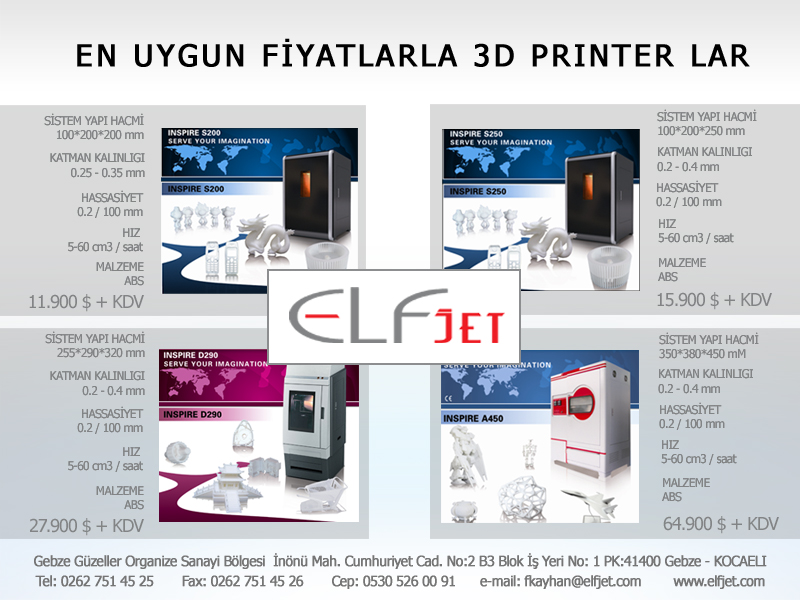 EN UYGUN FİYATLARLA 3D PRINTER LAR
SİSTEM YAPI HACMİ
100*200*200 mm
KATMAN KALINLIGI
0.25 - 0.35 mm
HASSASİYET
0.2 / 100 mm
HIZ
5-60 cm3 / saat
MALZEME
ABS
11.900 $ + KDV
INSPIRE S200
SERVE YOUR IMAGINATION
INSPIRE S200
INSPIRE S250
SERVE YOUR IMAGINATION
INSPIRE S250
SİSTEM YAPI HACMİ
100*200*250 mm
KATMAN KALINLIGI
0.2 - 0.4 mm
HASSASİYET
0.2 / 100 mm
HIZ
5-60 cm3 / saat
MALZEME
ABS
15.900 $ + KDV
ELFJET
SİSTEM YAPI HACMİ
255*290*320 mm
KATMAN KALINLIGI
0.2 - 0.4 mm
HASSASİYET
0.2 / 100 mm
HIZ
5-60 cm3 / saat
MALZEME
ABS
27.900 $ + KDV
INSPIRE D290
SERVE YOUR IMAGINATION
INSPIRE D290
IMAGINATION
CE
INSPIRE A450
SİSTEM YAPI HACMİ
350*380*450 mM
KATMAN KALINLIGI
0.2 - 0.4 mm
HASSASİYET
0.2 / 100 mm
HIZ
5-60 cm3 / saat
MALZEME
ABS
64.900 $ + KDV
Gebze Güzeller Organize Sanayi Bölgesi İnönü Mah. Cumhuriyet Cad. No:2 B3 Blok İş Yeri No: 1 PK:41400 Gebze - KOCAELI
Tel: 0262 751 45 25 Fax: 0262 751 45 26 Cep: 0530 526 00 91 e-mail: fkayhan@elfjet.com www.elfjet.com